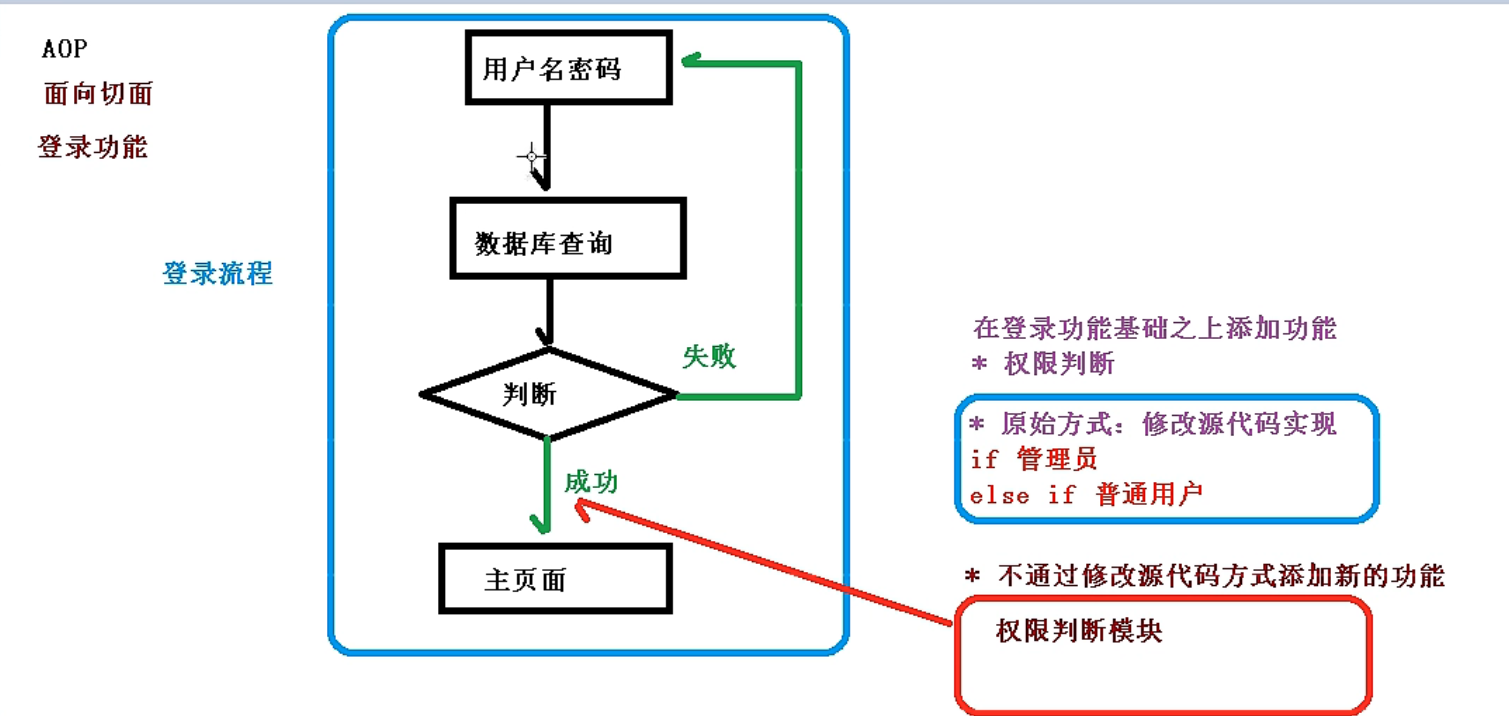 AOP
面向切面
登录功能
登录流程
用户名密码
数据库查询
判断
失败
成功
主页面
在登录功能基础之上添加功能
* 权限判断
* 原始方式：修改源代码实现
if 管理员
else if 普通用户
* 不通过修改源代码方式添加新的功能
权限判断模块